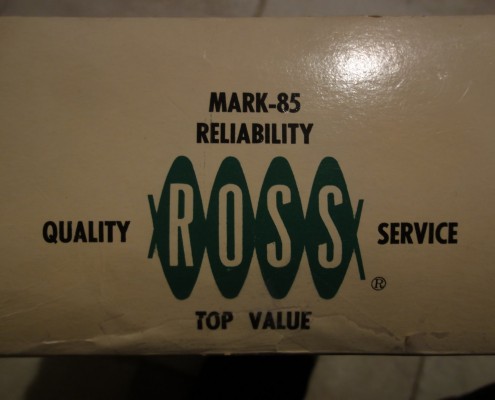 MARK-85
RELIABILITY
QUALITY ROSS SERVICE
®
TOP VALUE